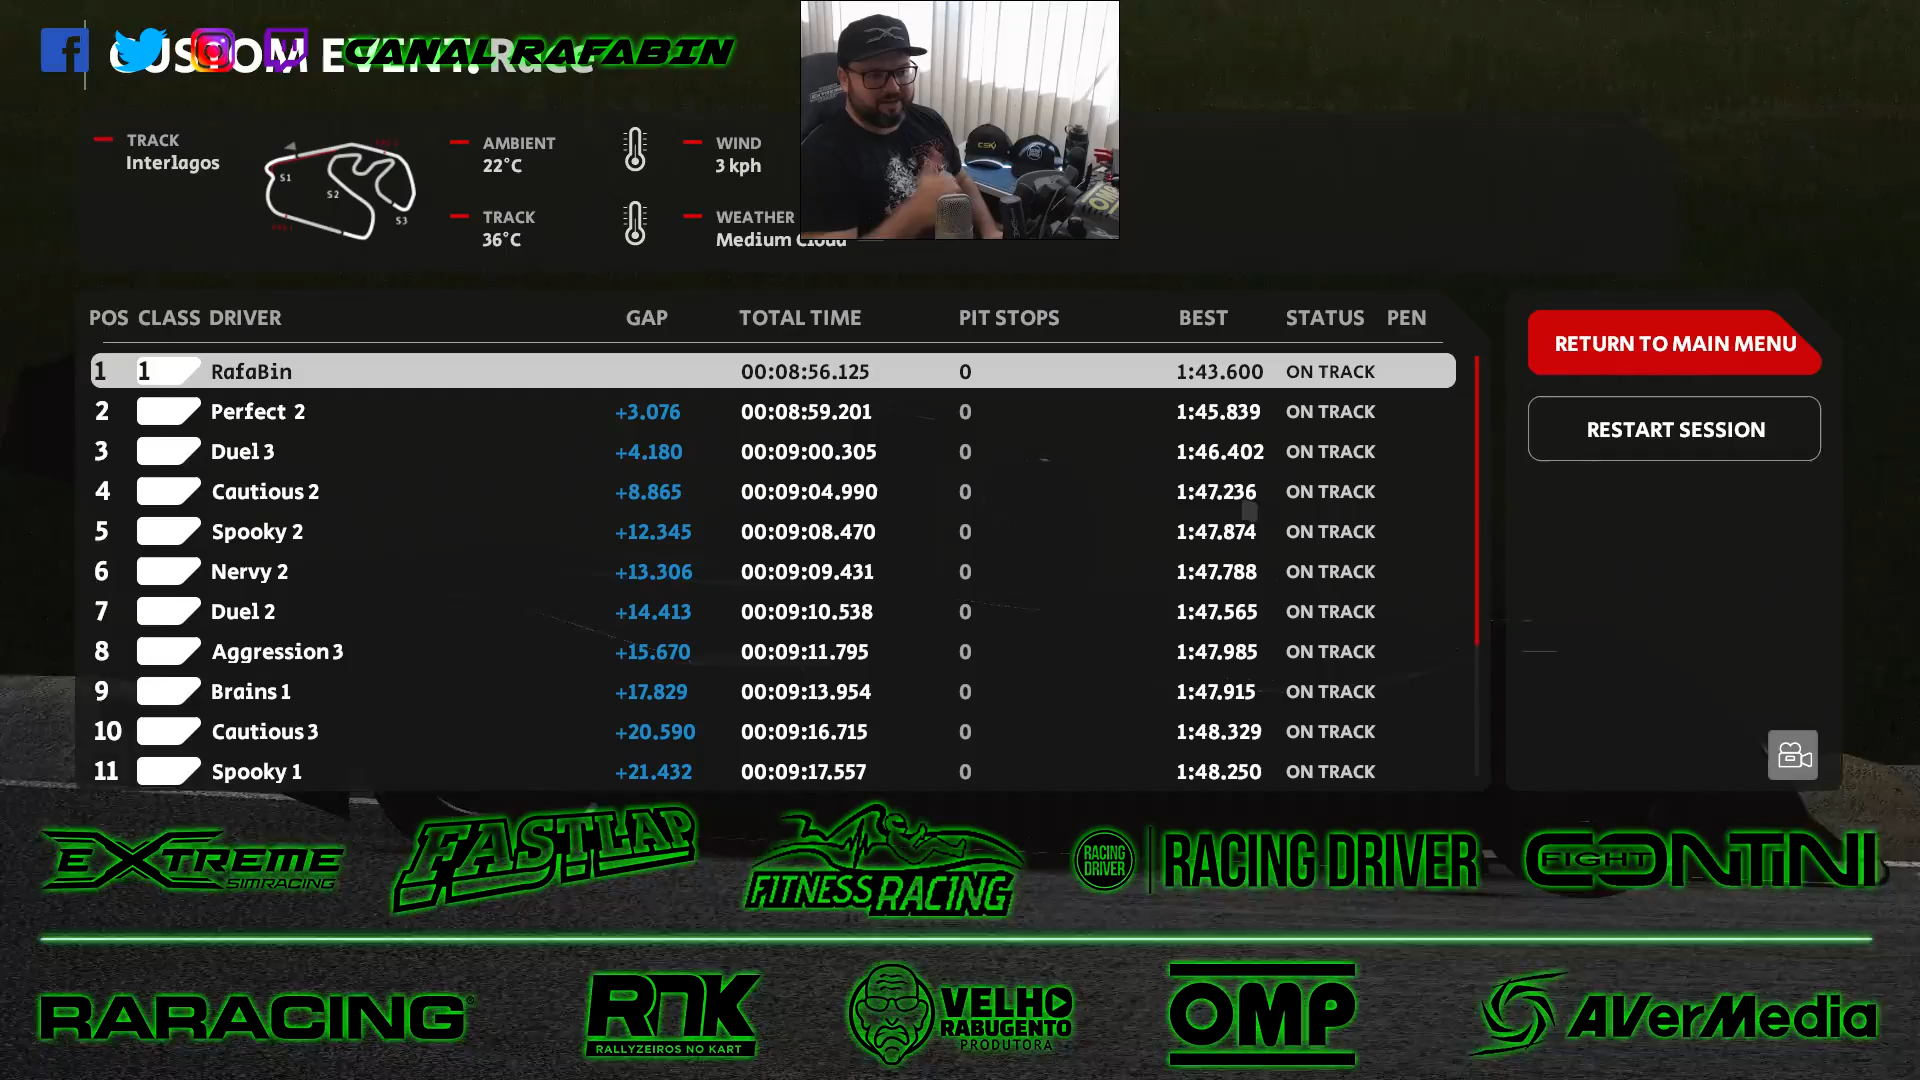 CUSTOM EVENT: Race
CANAL RAFABIN
TRACK
Interlagos
S1
S2
S3
AMBIENT
22°C
TRACK
36°C
WIND
3 kph
WEATHER
Medium Cloud
POS CLASS DRIVER GAP TOTAL TIME PIT STOPS BEST STATUS PEN
1 1 RafaBin 00:08:56.125 0 1:43.600 ON TRACK
2 Perfect 2 +3.076 00:08:59.201 0 1:45.839 ON TRACK
3 Duel 3 +4.180 00:09:00.305 0 1:46.402 ON TRACK
4 Cautious 2 +8.865 00:09:04.990 0 1:47.236 ON TRACK
5 Spooky 2 +12.345 00:09:08.470 0 1:47.874 ON TRACK
6 Nervy 2 +13.306 00:09:09.431 0 1:47.788 ON TRACK
7 Duel 2 +14.413 00:09:10.538 0 1:47.565 ON TRACK
8 Aggression 3 +15.670 00:09:11.795 0 1:47.985 ON TRACK
9 Brains 1 +17.829 00:09:13.954 0 1:47.915 ON TRACK
10 Cautious 3 +20.590 00:09:16.715 0 1:48.329 ON TRACK
11 Spooky 1 +21.432 00:09:17.557 0 1:48.250 ON TRACK
RETURN TO MAIN MENU
RESTART SESSION
EXTREME
SIMRACING
FASTLAP
FITNESS RACING
RACING DRIVER
RACING DRIVER
FIGHT
CONTINI
RARACING
RNK
RALLYZEIROS NO KART
VELHO
RABUGENTO
PRODUTORA
OMP
AVerMedia